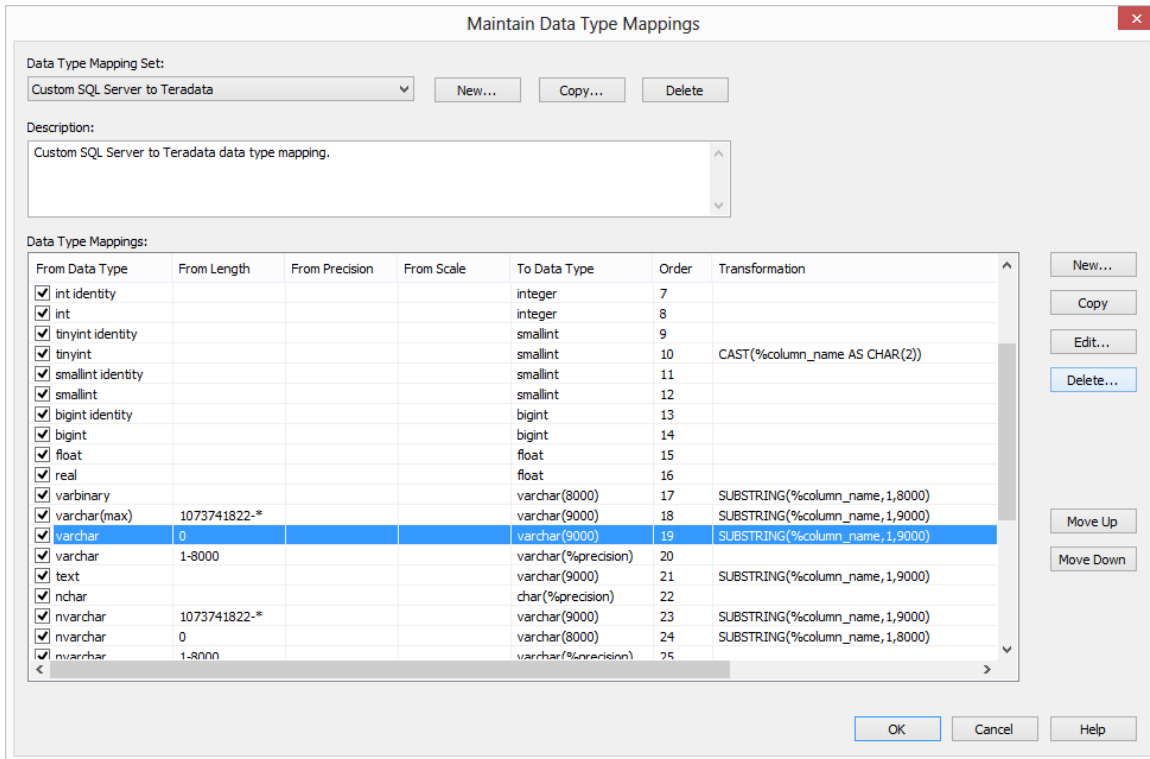 Maintain Data Type Mappings
Data Type Mapping Set:
Custom SQL Server to Teradata New... Copy... Delete
Description:
Custom SQL Server to Teradata data type mapping.
Data Type Mappings:
From Data Type From Length From Precision From Scale To Data Type Order Transformation New...
int identity integer 7
int integer 8 Copy
tinyint identity smallint 9
tinyint smallint 10 CAST(%column_name AS CHAR(2)) Edit...
smallint identity smallint 11 Delete...
smallint smallint 12
bigint identity bigint 13
bigint bigint 14
float float 15
real float 16
varbinary varchar(8000) 17 SUBSTRING(%column_name,1,8000)
varchar(max) 1073741822-* varchar(9000) 18 SUBSTRING(%column_name,1,9000) Move Up
varchar 0 varchar(9000) 19 SUBSTRING(%column_name,1,9000)
varchar 1-8000 varchar(%precision) 20 Move Down
text varchar(9000) 21 SUBSTRING(%column_name,1,9000)
nchar char(%precision) 22
nvarchar 1073741822-* varchar(9000) 23 SUBSTRING(%column_name,1,9000)
nvarchar 0 varchar(8000) 24 SUBSTRING(%column_name,1,8000)
nvarchar 1-8000 varchar(%precision) 25
OK Cancel Help